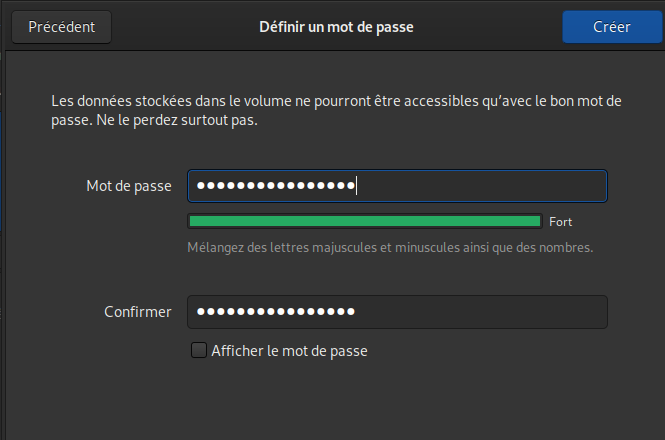 Précédent
Définir un mot de passe
Créer
Les données stockées dans le volume ne pourront être accessibles qu’avec le bon mot de
passe. Ne le perdez surtout pas.
Mot de passe ●●●●●●●●●●●●●●●●
Fort
Mélangez des lettres majuscules et minuscules ainsi que des nombres.
Confirmer ●●●●●●●●●●●●●●●●
Afficher le mot de passe